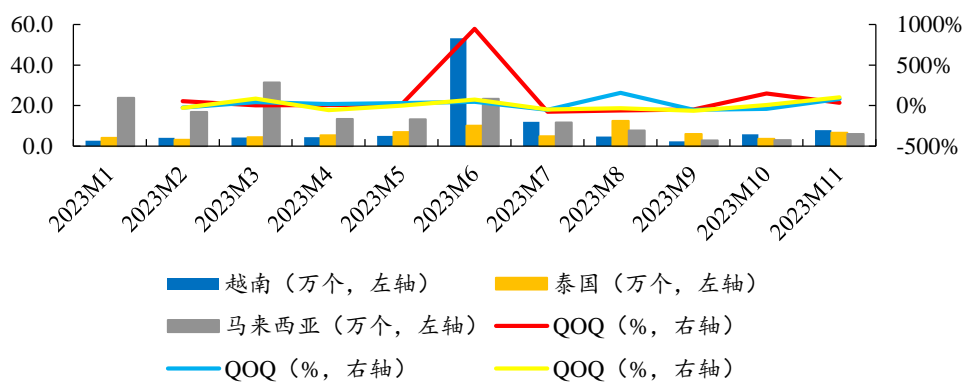 60.0
40.0
20.0
0.0
1000%
500%
0%
-500%
2023M1
2023M2
2023M3
2023M4
2023M5
2023M6
2023M7
2023M8
2023M9
2023M10
2023M11
越南（万个，左轴）
泰国（万个，左轴）
马来西亚（万个，左轴）
QOQ（%，右轴）
QOQ（%，右轴）
QOQ（%，右轴）